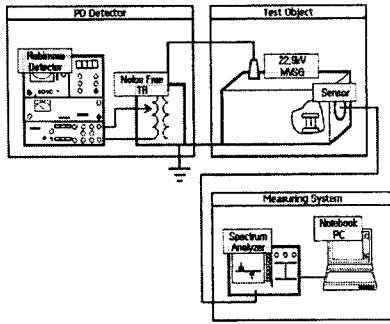 PD Detector
Test Object
Robinson
Detector
Noise Free
TR
22.9kV
MVSG
Sensor
Measuring System
Spectrum
Analyzer
Notebook
PC